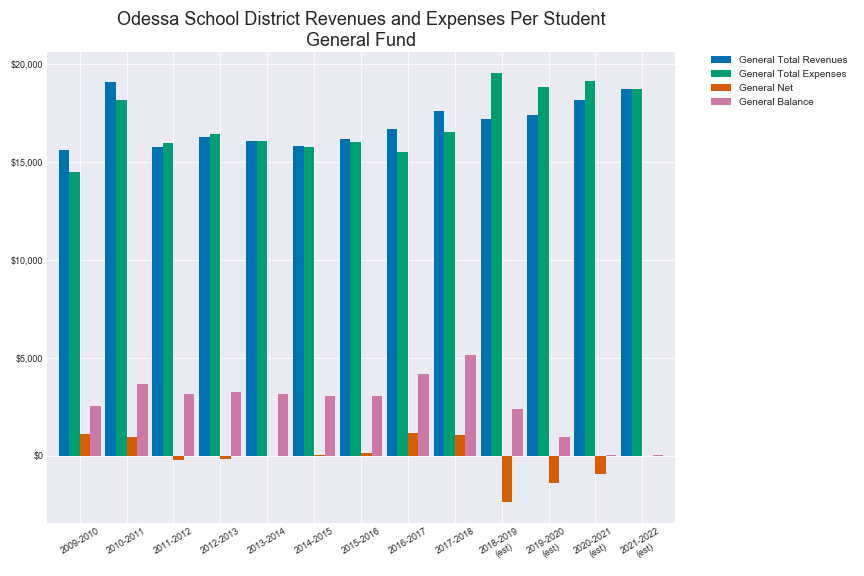 Odessa School District Revenues and Expenses Per Student
General Fund
General Total Revenues
General Total Expenses
General Net
General Balance
$20,000
$15,000
$10,000
$5,000
$0
2009-2010
2010-2011
2011-2012
2012-2013
2013-2014
2014-2015
2015-2016
2016-2017
2017-2018
2018-2019
(est)
2019-2020
(est)
2020-2021
(est)
2021-2022
(est)